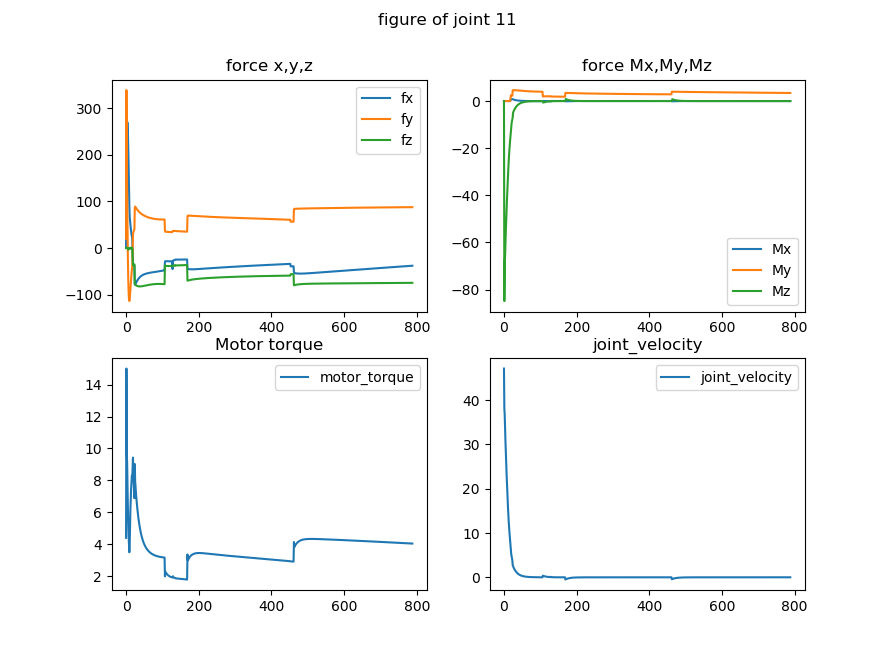 figure of joint 11
force x,y,z
force Mx,My,Mz
300
200
100
0
−100
fx
fy
fz
0 200 400 600 800
0
−20
−40
−60
−80
Mx
My
Mz
0 200 400 600 800
Motor torque
joint_velocity
14
12
10
8
6
4
2
motor_torque
0 200 400 600 800
40
30
20
10
0
joint_velocity
0 200 400 600 800